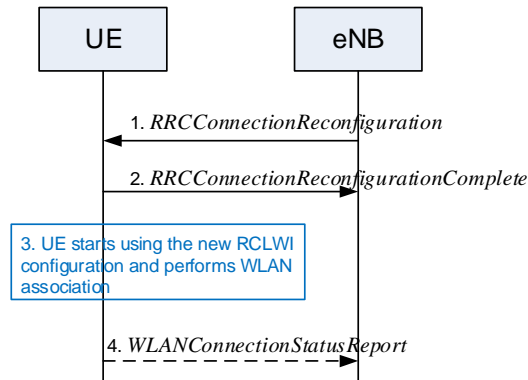 UE
eNB
1. RRCConnectionReconfiguration
2. RRCConnectionReconfigurationComplete
3. UE starts using the new RCLWI
configuration and performs WLAN
association
4. WLANConnectionStatusReport